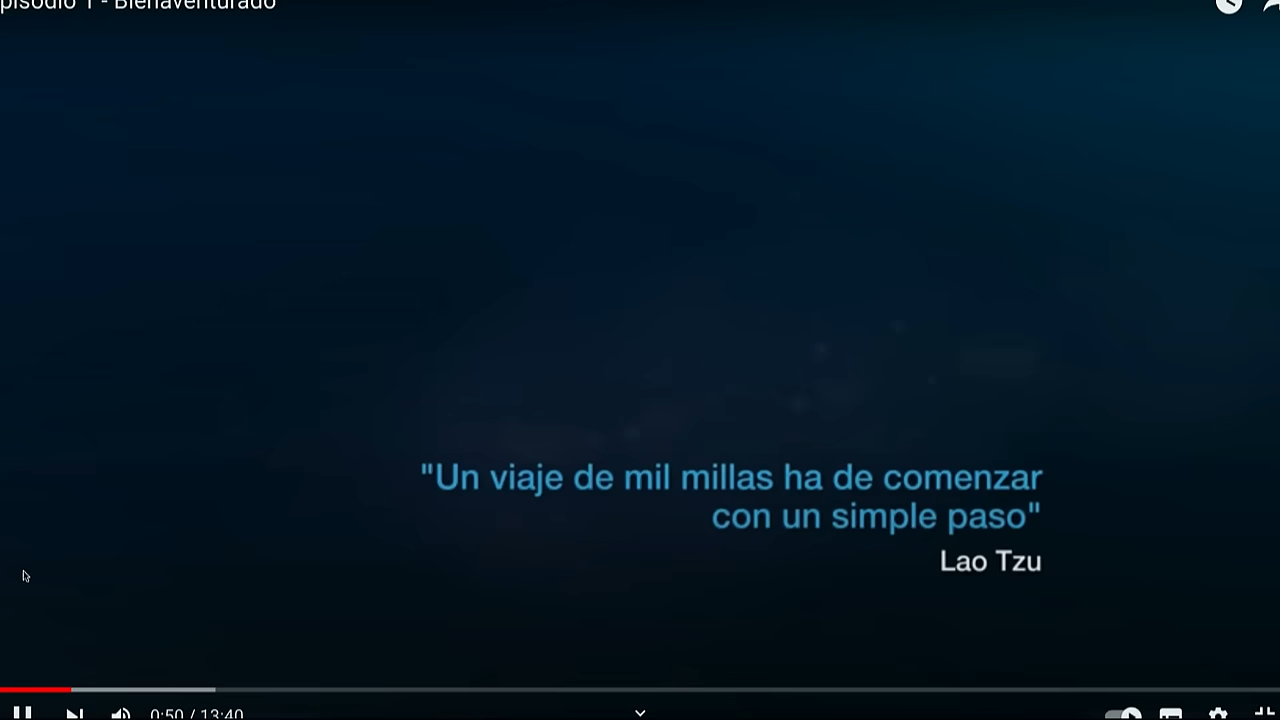 pisodio 1 - Bienaventurado
"Un viaje de mil millas ha de comenzar
con un simple paso"
Lao Tzu
0:50 / 13:40